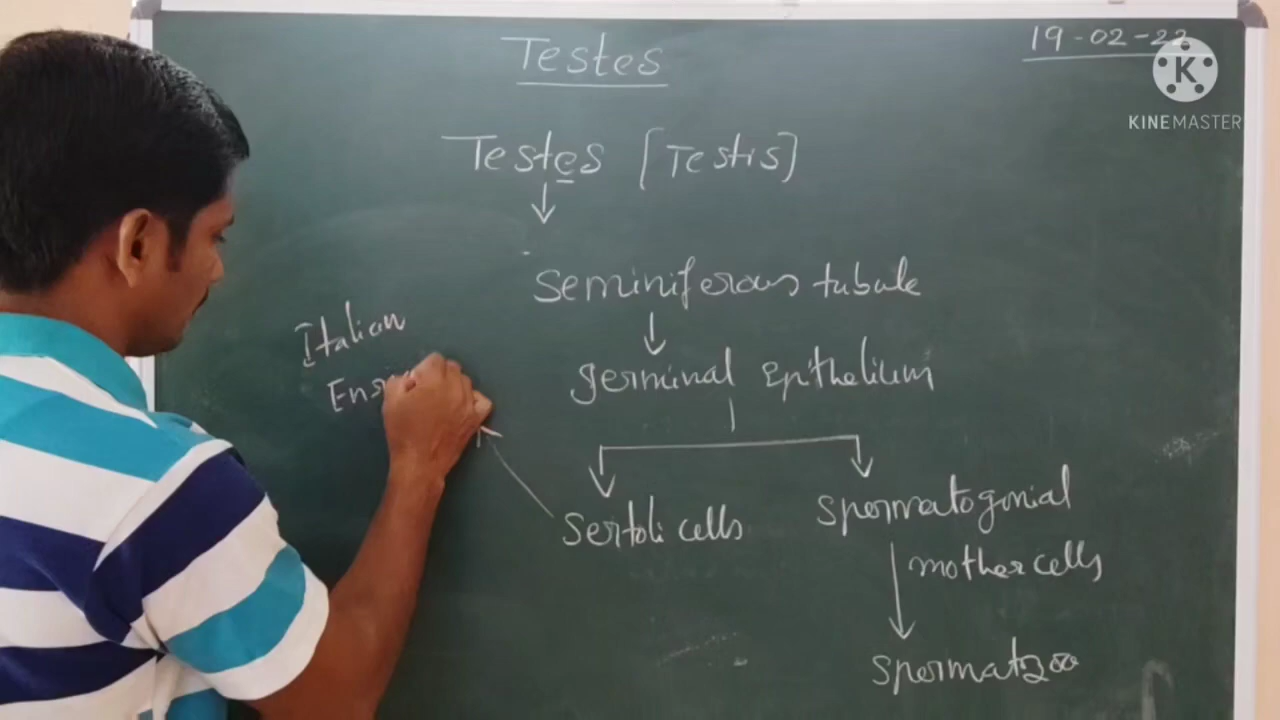 Testes
19-02-22
KINEMASTER
Testes [Testis]
Seminiferous tubule
Italian
germinal Epithelium
Sertoli cells
Spermatogonial
mother cells
Spermatozoa